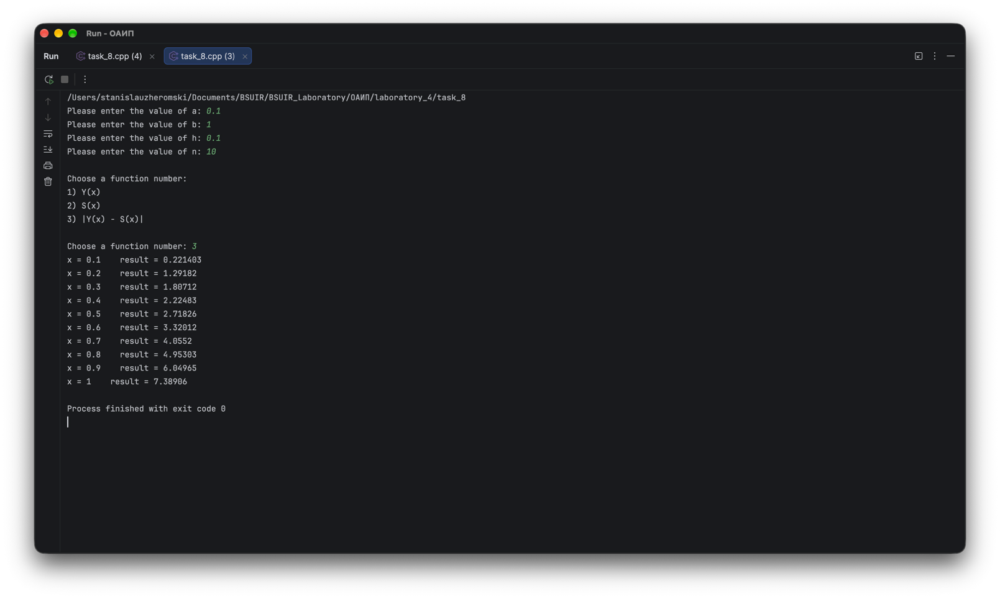 Run - ОАИП
Run task_8.cpp (4) task_8.cpp (3)
/Users/stanislauzheromski/Documents/BSUIR/BSUIR_Laboratory/ОАИП/laboratory_4/task_8
Please enter the value of a: 0.1
Please enter the value of b: 1
Please enter the value of h: 0.1
Please enter the value of n: 10
Choose a function number:
1) Y(x)
2) S(x)
3) |Y(x) - S(x)|
Choose a function number: 3
x = 0.1    result = 0.221403
x = 0.2    result = 1.29182
x = 0.3    result = 1.80712
x = 0.4    result = 2.22483
x = 0.5    result = 2.71826
x = 0.6    result = 3.32012
x = 0.7    result = 4.0552
x = 0.8    result = 4.95303
x = 0.9    result = 6.04965
x = 1    result = 7.38906
Process finished with exit code 0